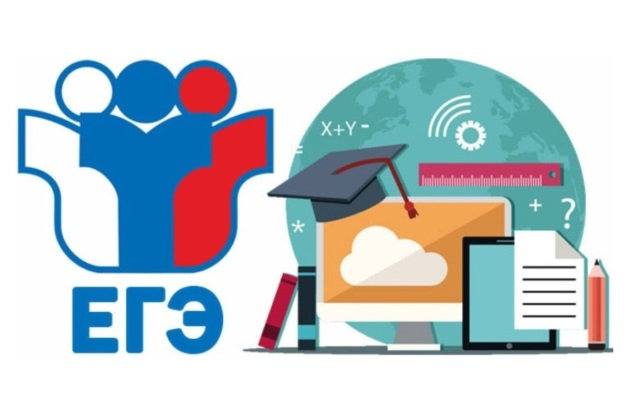 X+Y-
=
+
?
*
ЕГЭ